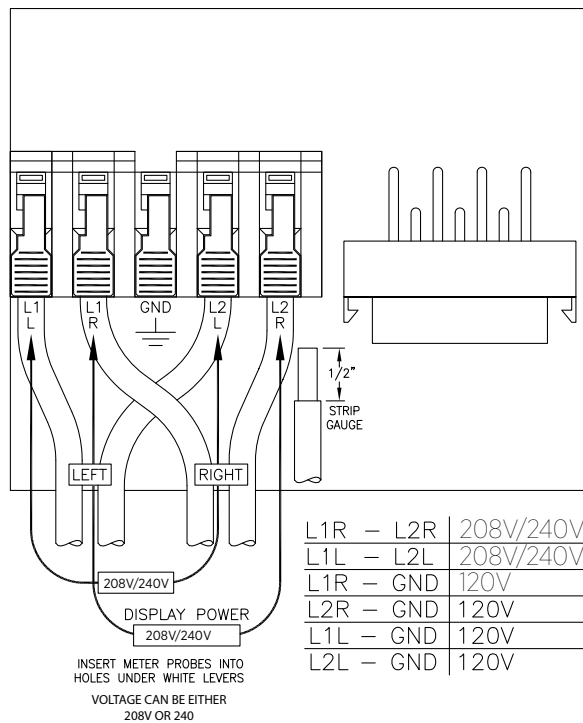 L1 L1 GND L2 L2
L R L R
1/2"
STRIP
GAUGE
LEFT RIGHT
208V/240V
DISPLAY POWER
208V/240V
INSERT METER PROBES INTO
HOLES UNDER WHITE LEVERS
VOLTAGE CAN BE EITHER
208V OR 240
L1R – L2R 208V/240V
L1L – L2L 208V/240V
L1R – GND 120V
L2R – GND 120V
L1L – GND 120V
L2L – GND 120V